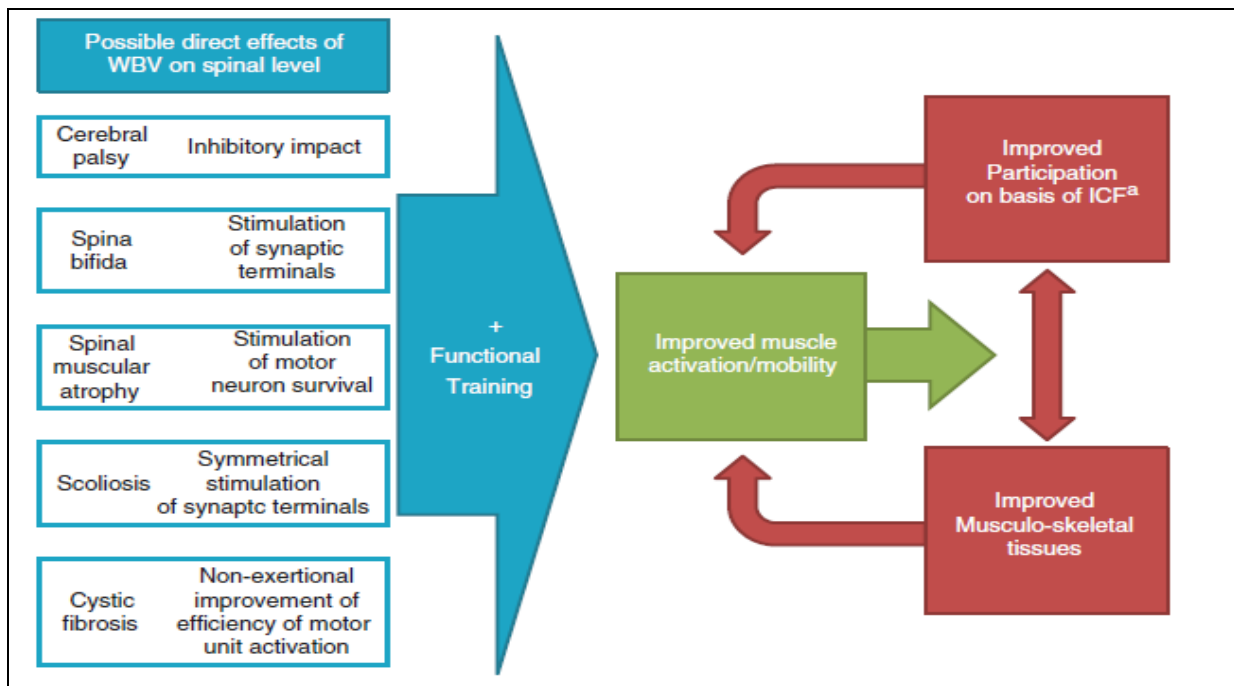 Possible direct effects of
WBV on spinal level
Cerebral
palsy
Inhibitory impact
Spina
bifida
Stimulation
of synaptic
terminals
Spinal
muscular
atrophy
Stimulation
of motor
neuron survival
Scoliosis
Symmetrical
stimulation
of synaptc terminals
Cystic
fibrosis
Non-exertional
improvement of
efficiency of motor
unit activation
+
Functional
Training
Improved muscle
activation/mobility
Improved
Participation
on basis of ICFa
Improved
Musculo-skeletal
tissues